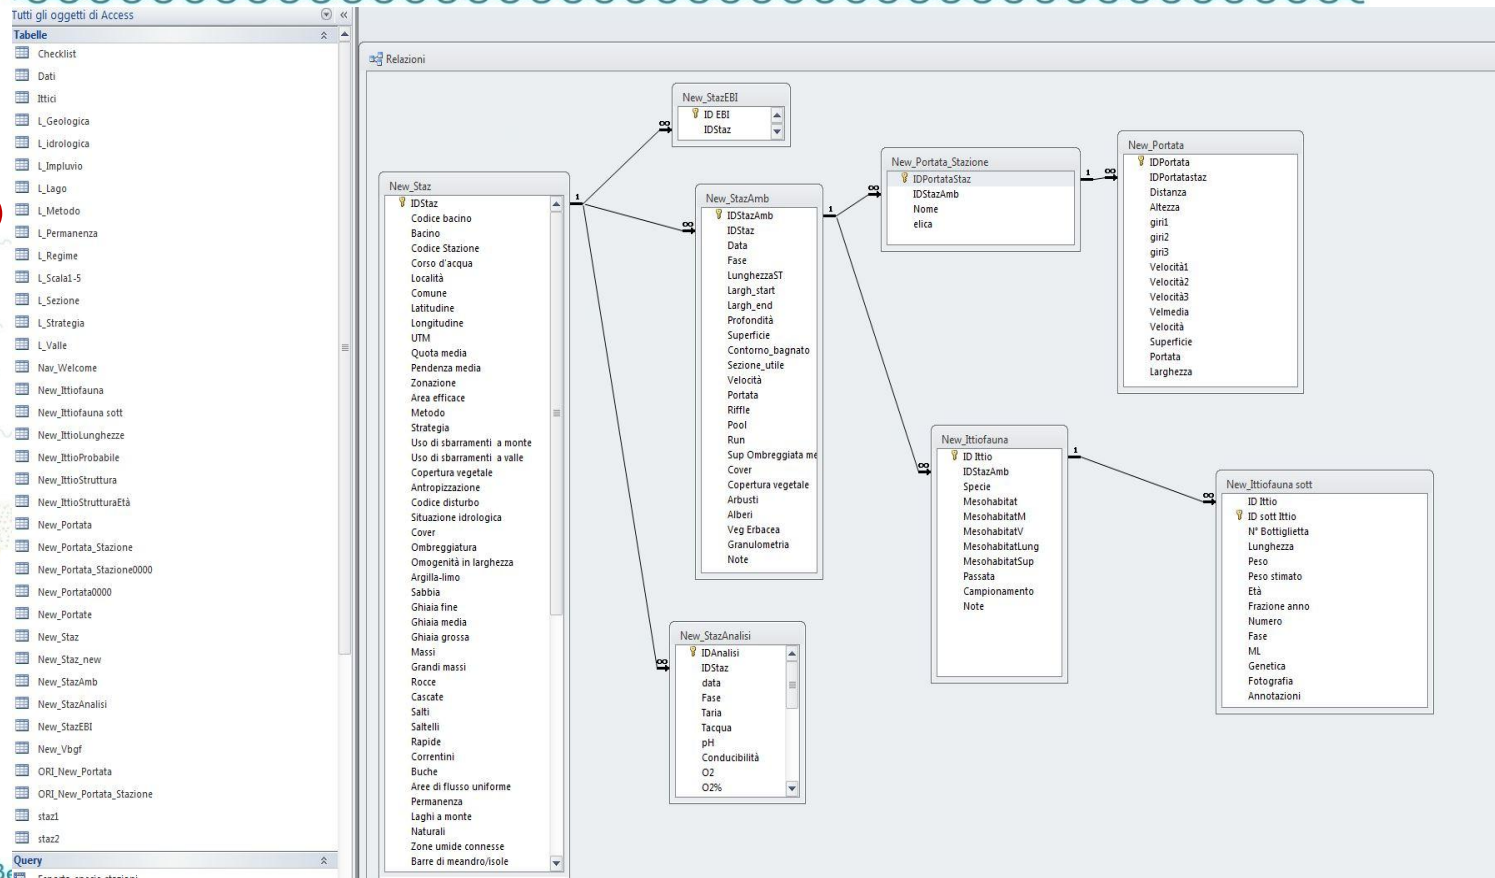 Tutti gli oggetti di Access
Tabelle
Checklist
Dati
Ittici
L_Geologica
L_idrologica
L_Impluvio
L_Lago
L_Metodo
L_Permanenza
L_Regime
L_Scala1-5
L_Sezione
L_Strategia
L_Valle
Nav_Welcome
New_Ittiofauna
New_Ittiofauna sott
New_IttioLunghezze
New_IttioProbabile
New_IttioStruttura
New_IttioStrutturaEtà
New_Portata
New_Portata_Stazione
New_Portata_Stazione0000
New_Portata0000
New_Portate
New_Staz
New_Staz_new
New_StazAmb
New_StazAnalisi
New_StazEBI
New_Vbgf
ORI_New_Portata
ORI_New_Portata_Stazione
staz1
staz2
Query
Relazioni
New_Staz
IDStaz
Codice bacino
Bacino
Codice Stazione
Corso d'acqua
Località
Comune
Latitudine
Longitudine
UTM
Quota media
Pendenza media
Zonazione
Area efficace
Metodo
Strategia
Uso di sbarramenti a monte
Uso di sbarramenti a valle
Copertura vegetale
Antropizzazione
Codice disturbo
Situazione idrologica
Cover
Ombreggiatura
Omogenità in larghezza
Argilla-limo
Sabbia
Ghiaia fine
Ghiaia media
Ghiaia grossa
Massi
Grandi massi
Rocce
Cascate
Salti
Saltelli
Rapide
Correntini
Buche
Aree di flusso uniforme
Permanenza
Laghi a monte
Naturali
Zone umide connesse
Barre di meandro/isole
1
∞
∞
∞
New_StazEBI
ID EBI
IDStaz
New_StazAmb
IDStazAmb
IDStaz
Data
Fase
LunghezzaST
Largh_start
Largh_end
Profondità
Superficie
Contorno_bagnato
Sezione_utile
Velocità
Portata
Riffle
Pool
Run
Sup Ombreggiata me
Cover
Copertura vegetale
Arbusti
Alberi
Veg Erbacea
Granulometria
Note
1
∞
∞
New_StazAnalisi
IDAnalisi
IDStaz
data
Fase
Taria
Tacqua
pH
Conducibilità
O2
O2%
New_Portata_Stazione
IDPortataStaz
IDStazAmb
Nome
elica
1
∞
New_Portata
IDPortata
IDPortatastaz
Distanza
Altezza
giri1
giri2
giri3
Velocità1
Velocità2
Velocità3
Velmedia
Velocità
Superficie
Portata
Larghezza
New_Ittiofauna
ID Ittio
IDStazAmb
Specie
Mesohabitat
MesohabitatM
MesohabitatV
MesohabitatLung
MesohabitatSup
Passata
Campionamento
Note
1
∞
New_Ittiofauna sott
ID Ittio
ID sott Ittio
N° Bottiglietta
Lunghezza
Peso
Peso stimato
Età
Frazione anno
Numero
Fase
ML
Genetica
Fotografia
Annotazioni